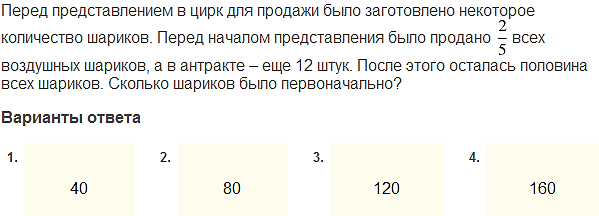 Перед представлением в цирк для продажи было заготовлено некоторое
количество шариков. Перед началом представления было продано 2/5 всех
воздушных шариков, а в антракте – еще 12 штук. После этого осталась половина
всех шариков. Сколько шариков было первоначально?
Варианты ответа
1. 40 2. 80 3. 120 4. 160